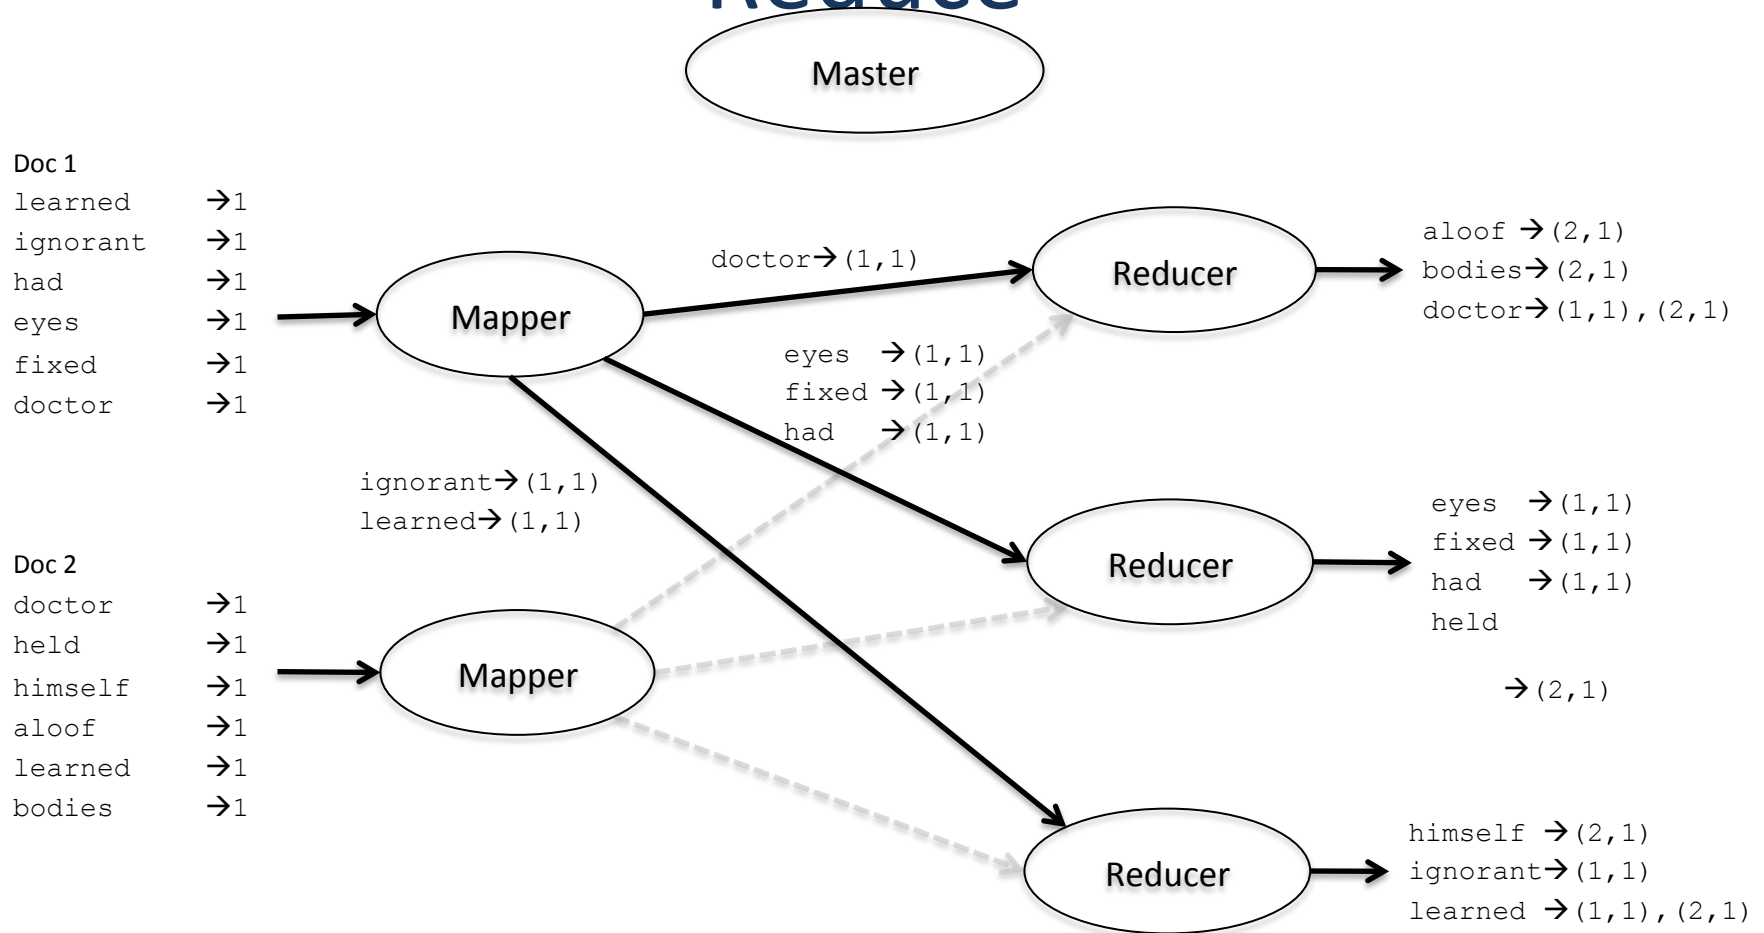 Reduce
Master
Doc 1
learned →1
ignorant →1
had →1
eyes →1
fixed →1
doctor →1
Mapper
doctor→(1,1)
eyes →(1,1)
fixed →(1,1)
had →(1,1)
ignorant→(1,1)
learned→(1,1)
Reducer
aloof →(2,1)
bodies→(2,1)
doctor→(1,1),(2,1)
Doc 2
doctor →1
held →1
himself →1
aloof →1
learned →1
bodies →1
Mapper
Reducer
eyes →(1,1)
fixed →(1,1)
had →(1,1)
held
→(2,1)
Reducer
himself →(2,1)
ignorant→(1,1)
learned →(1,1),(2,1)